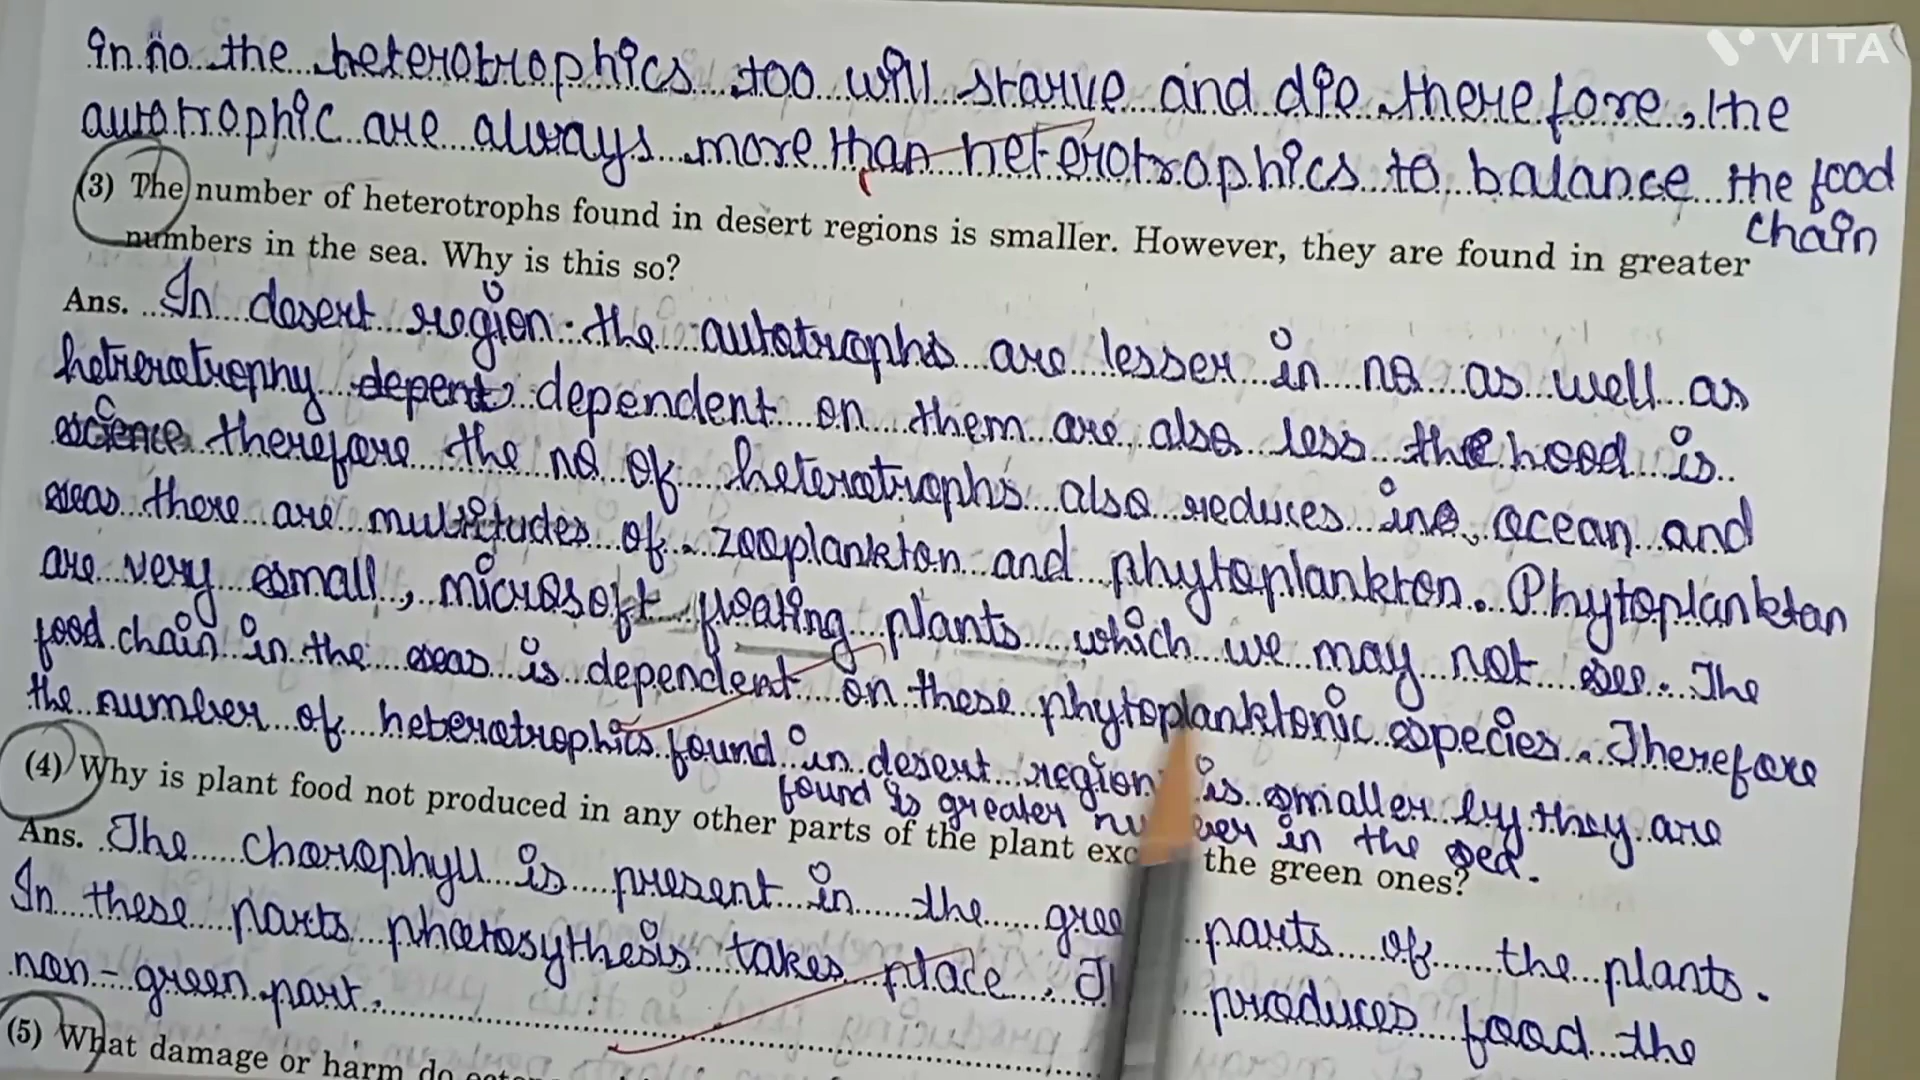 VITA
in no the heterotrophics too will starve and die therefore, the
autotrophic are always more than heterotrophics to balance the food
chain
(3) The number of heterotrophs found in desert regions is smaller. However, they are found in greater
numbers in the sea. Why is this so?
Ans. In desert region the autotrophs are lesser in no as well as
hetrerotrophy depent dependent on them are also less the hood is
science therefore the no of heterotrophs also reduces in ocean and
seas there are multitudes of zooplankton and phytoplankton. Phytoplankton
are very small, microsoft floating plants which we may not see. The
food chain in the seas is dependent on these phytoplanktonic species. Therefore
the number of heterotrophics found in desert region is smaller by they are
found is greater number in the sea.
(4) Why is plant food not produced in any other parts of the plant the green ones?
Ans. The chorophyll is present in the parts of the plants.
In these parts photosythesis takes place. produces food the
non-green part.
(5) What damage or harm do